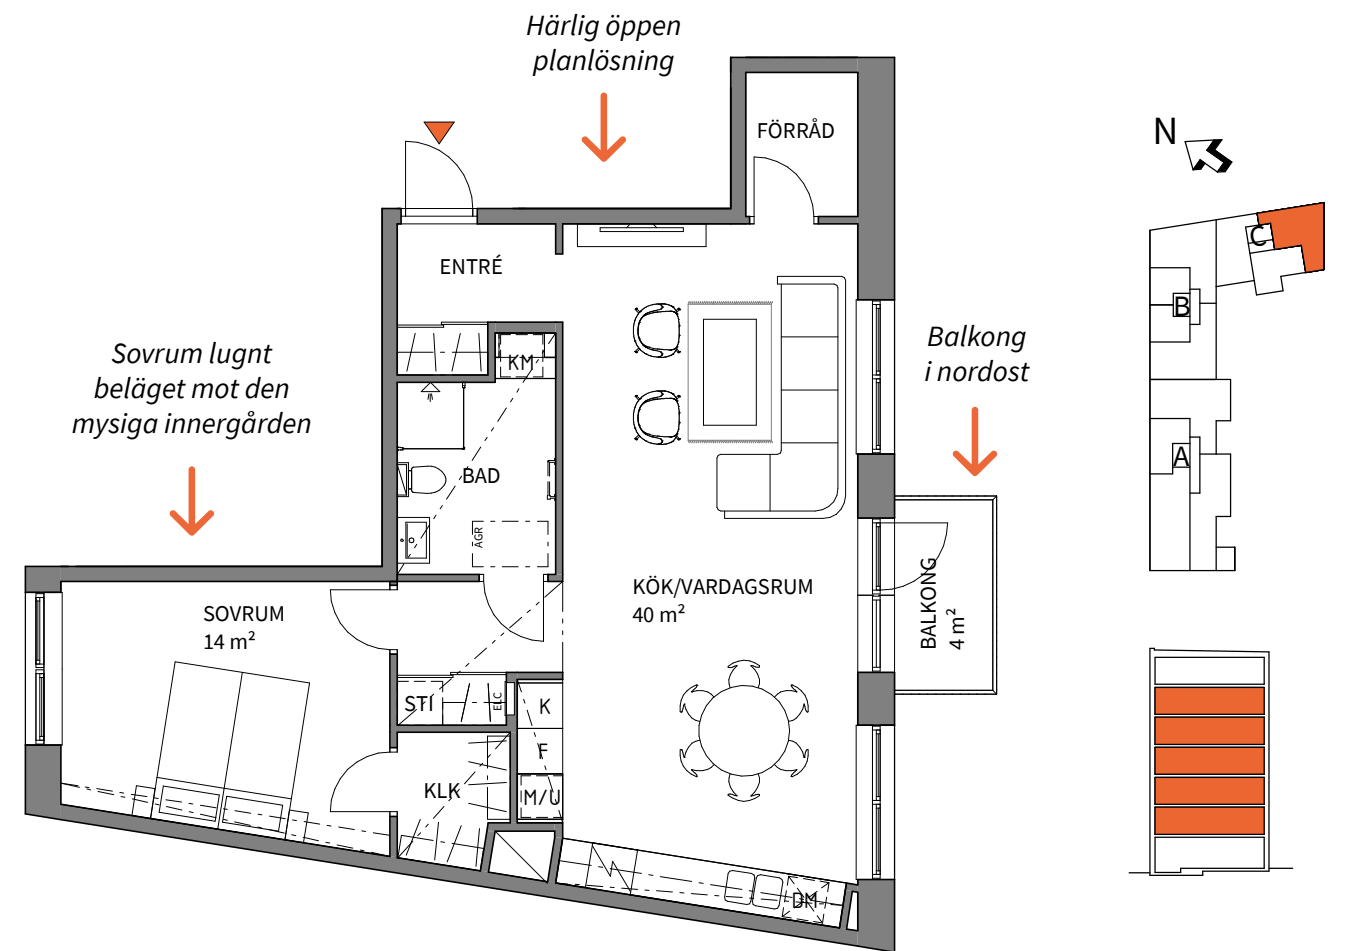 Härlig öppen
planlösning
FÖRRÅD
N
C
ENTRÉ
B
Sovrum lugnt
beläget mot den
mysiga innergården
KM
Balkong
i nordost
A
BAD
AGR
KÖK/VARDAGSRUM
40 m²
BALKONG
4 m²
SOVRUM
14 m²
STÍ
ELC
K
F
KLK
M/U
DM